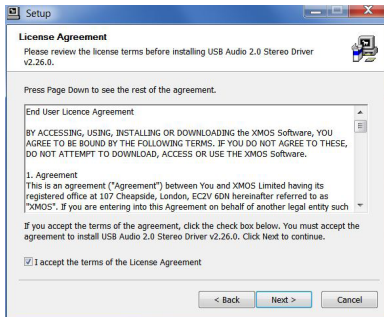 Setup
License Agreement
Please review the license terms before installing USB Audio 2.0 Stereo Driver
v2.26.0.
Press Page Down to see the rest of the agreement.
End User Licence Agreement
BY ACCESSING, USING, INSTALLING OR DOWNLOADING the XMOS Software, YOU
AGREE TO BE BOUND BY THE FOLLOWING TERMS. IF YOU DO NOT AGREE TO THESE,
DO NOT ATTEMPT TO DOWNLOAD, ACCESS OR USE THE XMOS Software.
1. Agreement
This is an agreement ("Agreement") between You and XMOS Limited having its
registered office at 107 Cheapside, London, EC2V 6DN hereinafter referred to as
"XMOS". If you are entering into this Agreement on behalf of another legal entity such
If you accept the terms of the agreement, click the check box below. You must accept the
agreement to install USB Audio 2.0 Stereo Driver v2.26.0. Click Next to continue.
I accept the terms of the License Agreement
< Back Next > Cancel